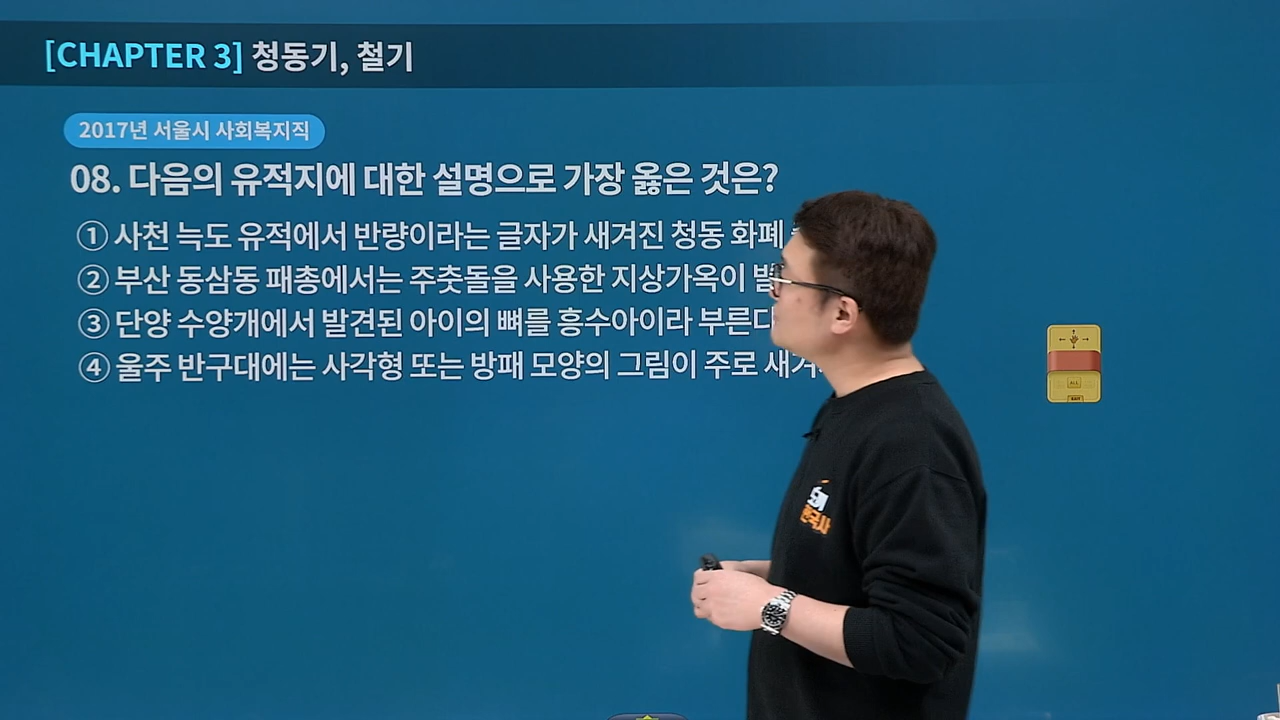 [CHAPTER 3] 청동기, 철기
2017년 서울시 사회복지직
08. 다음의 유적지에 대한 설명으로 가장 옳은 것은?
① 사천 늑도 유적에서 반량이라는 글자가 새겨진 청동 화폐
② 부산 동삼동 패총에서는 주춧돌을 사용한 지상가옥이
③ 단양 수양개에서 발견된 아이의 뼈를 흥수아이라 부른다
④ 울주 반구대에는 사각형 또는 방패 모양의 그림이 주로
ALL
EXIT
한국사